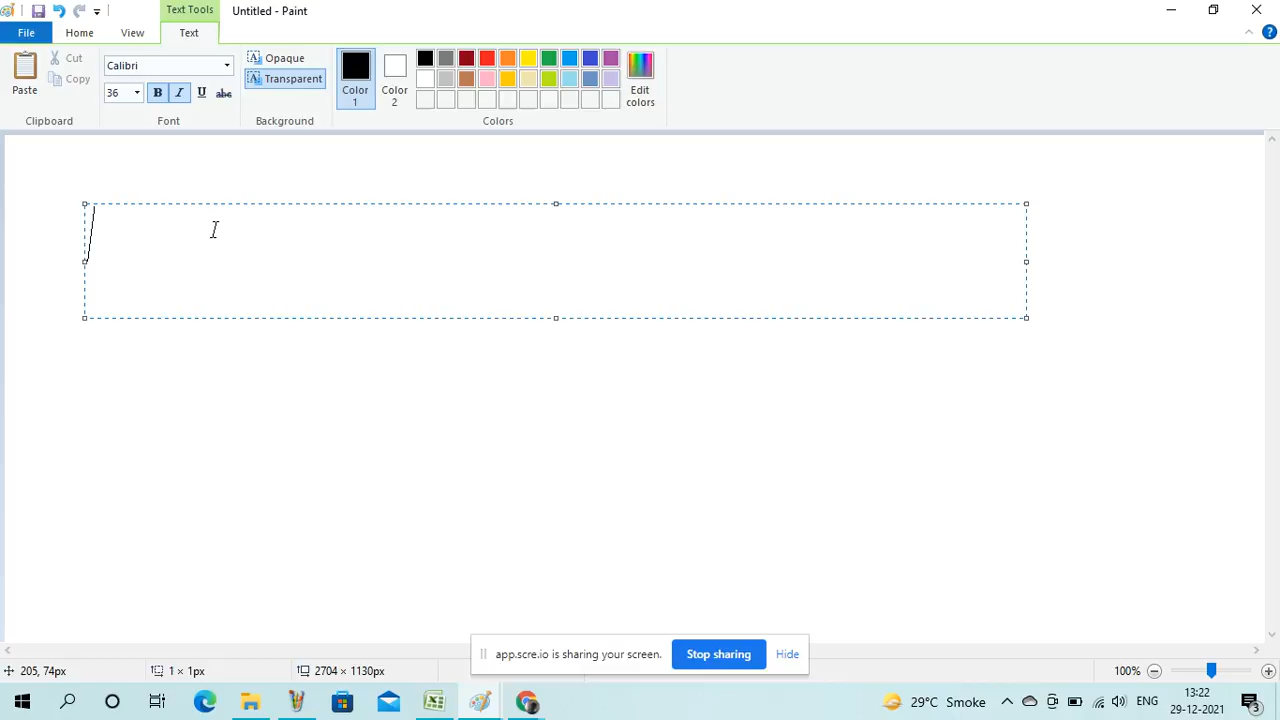 Text Tools
Untitled - Paint
File
Home
View
Text
Paste
Cut
Copy
Clipboard
Calibri
36
B I U abc
Font
Opaque
Transparent
Background
Color 1
Color 2
Edit colors
Colors
app.scre.io is sharing your screen.
Stop sharing
Hide
205, 74px
1 × 1px
2704 × 1130px
100%
29°C Smoke
ENG
13:22
29-12-2021
3